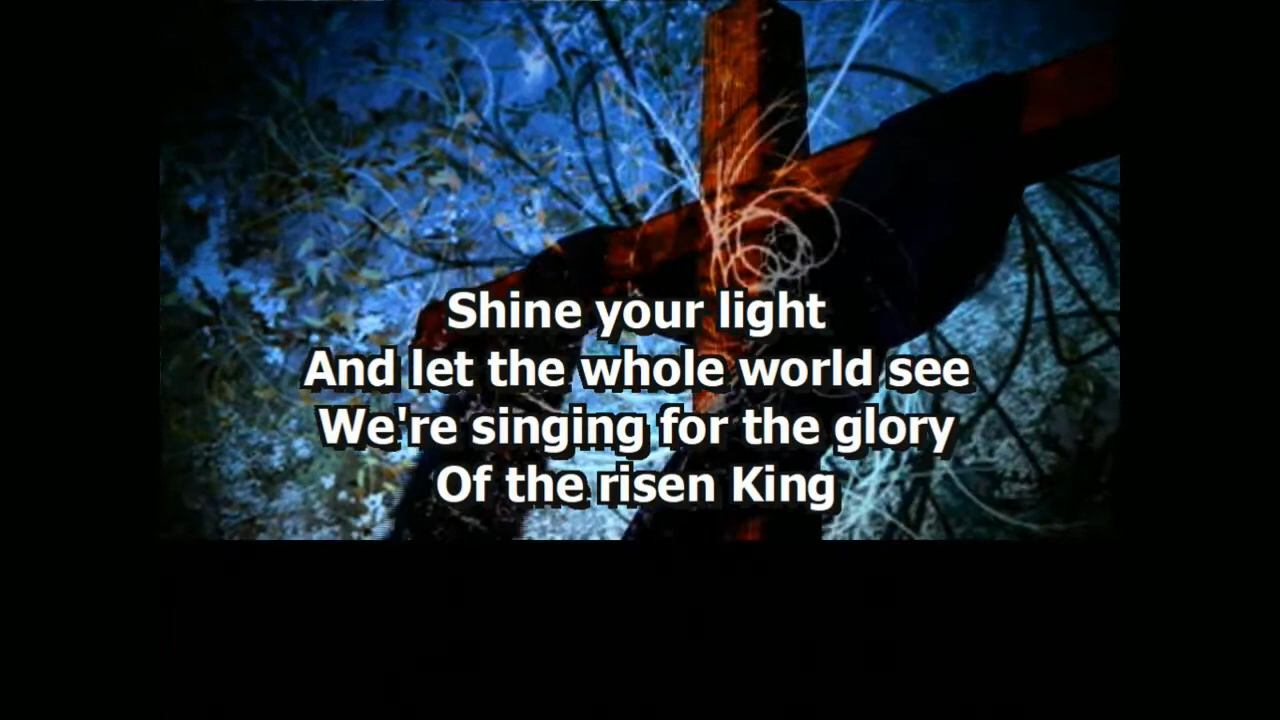 Shine your light
And let the whole world see
We're singing for the glory
Of the risen King